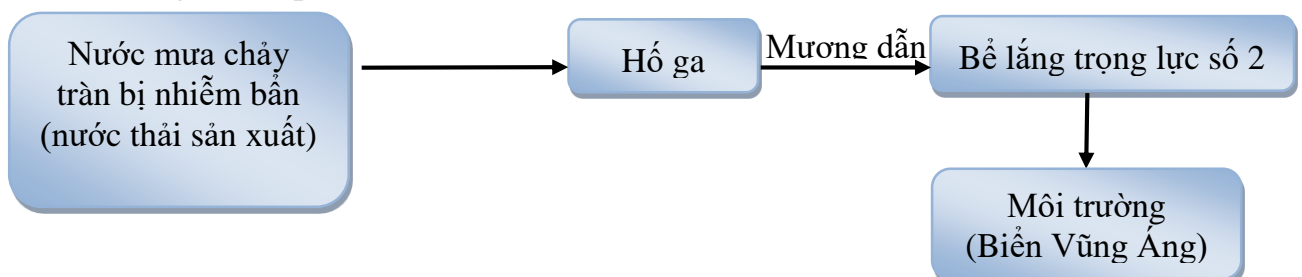 Nước mưa chảy
tràn bị nhiễm bẩn
(nước thải sản xuất)
Hố ga
Mương dẫn
Bể lắng trọng lực số 2
Môi trường
(Biển Vũng Áng)